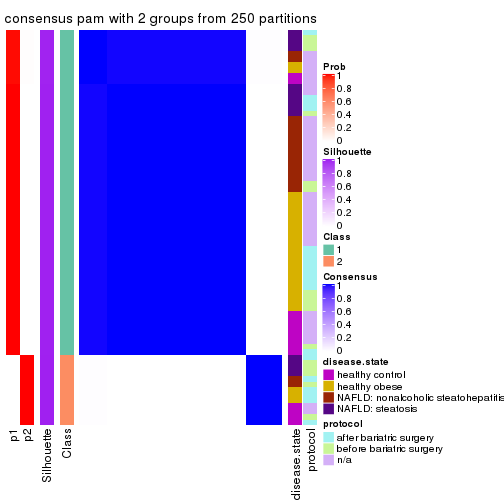 consensus pam with 2 groups from 250 partitions
Prob
1
0.8
0.6
0.4
0.2
0
Silhouette
1
0.8
0.6
0.4
0.2
0
Class
1
2
Consensus
1
0.8
0.6
0.4
0.2
0
disease.state
healthy control
healthy obese
NAFLD: nonalcoholic steatohepatitis
NAFLD: steatosis
protocol
after bariatric surgery
before bariatric surgery
n/a
p1
p2
Silhouette
Class
disease.state
protocol